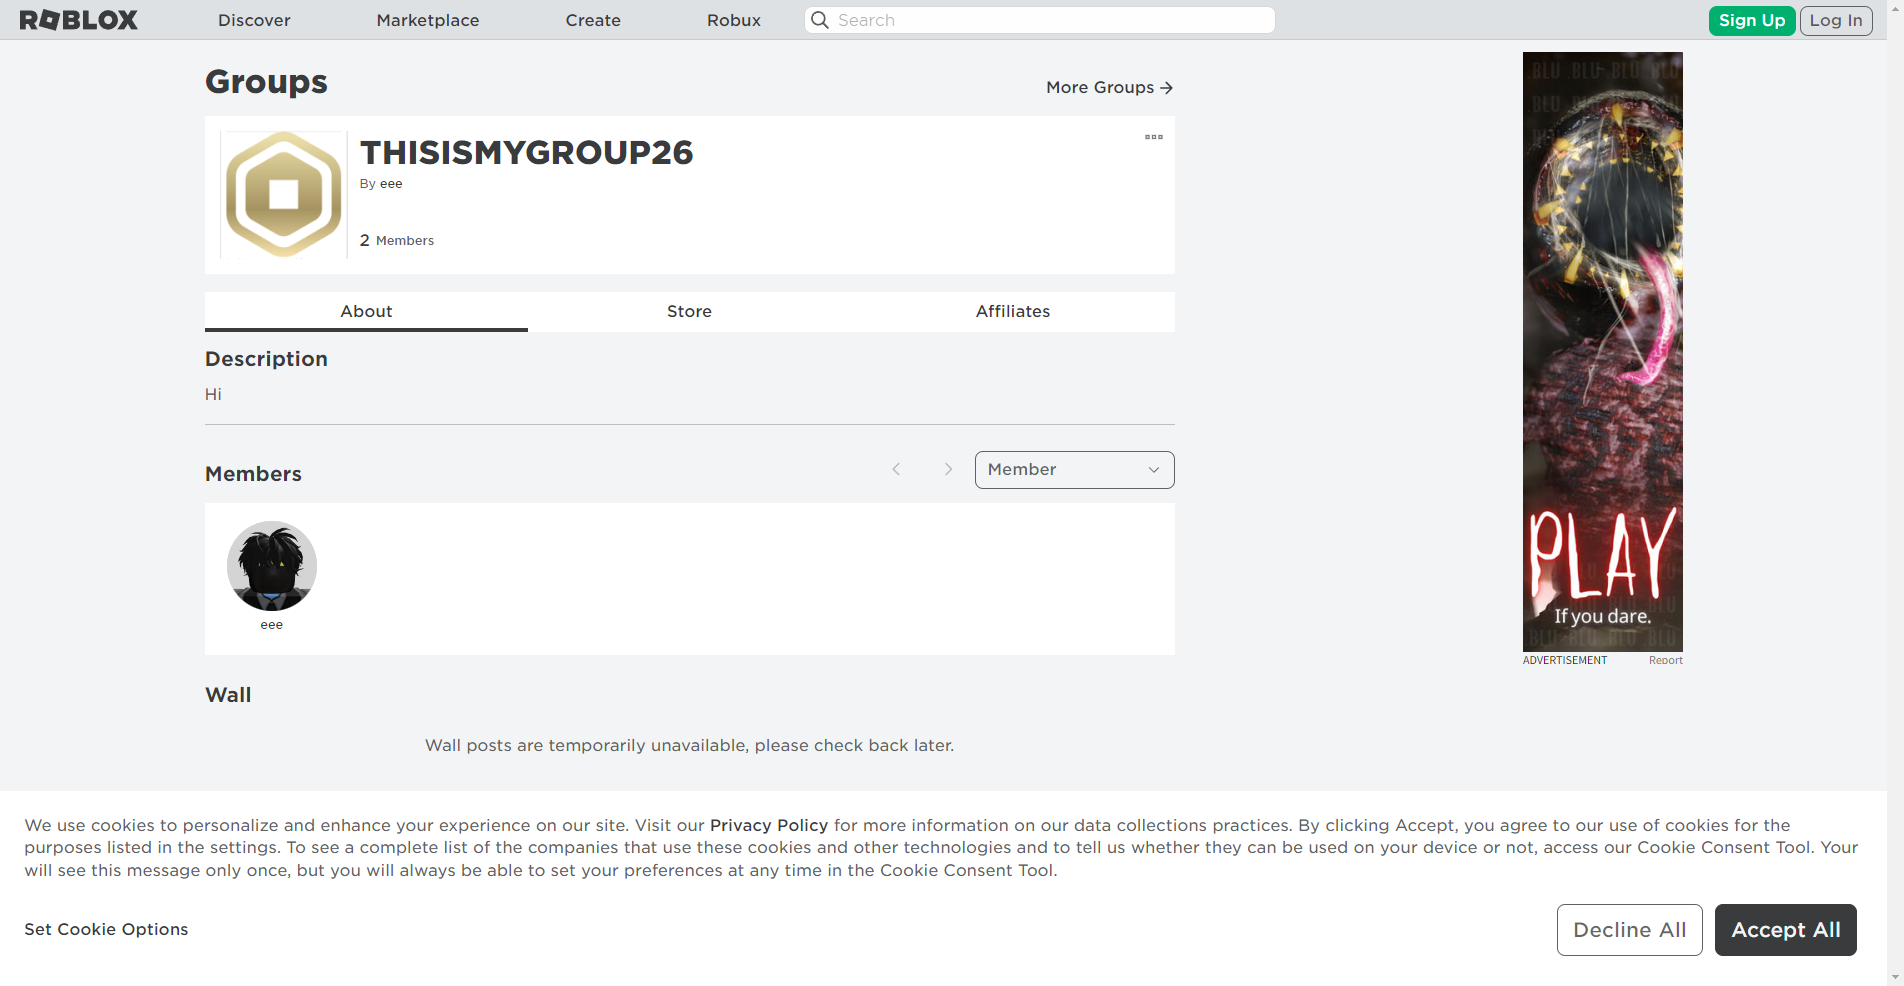 ROBLOX
Discover
Marketplace
Create
Robux
Search
Sign Up
Log In
Groups
More Groups
THISISMYGROUP26
By eee
2 Members
About
Store
Affiliates
Description
Hi
Members
Member
eee
Wall
Wall posts are temporarily unavailable, please check back later.
BLU BLU BLU BLU
BLU
PLAY
If you dare.
BLU BLU BLU BLU
ADVERTISEMENT
Report
We use cookies to personalize and enhance your experience on our site. Visit our Privacy Policy for more information on our data collections practices. By clicking Accept, you agree to our use of cookies for the
purposes listed in the settings. To see a complete list of the companies that use these cookies and other technologies and to tell us whether they can be used on your device or not, access our Cookie Consent Tool. Your
will see this message only once, but you will always be able to set your preferences at any time in the Cookie Consent Tool.
Set Cookie Options
Decline All
Accept All